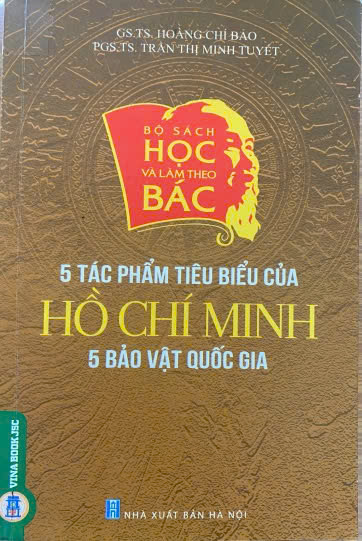 GS.TS. HOÀNG CHÍ BẢO
PGS.TS. TRẦN THỊ MINH TUYẾT
BỘ SÁCH
HỌC
VÀ LÀM THEO
BÁC
5 TÁC PHẨM TIÊU BIỂU CỦA
HỒ CHÍ MINH
5 BẢO VẬT QUỐC GIA
VINABOOK JSC
NHÀ XUẤT BẢN HÀ NỘI